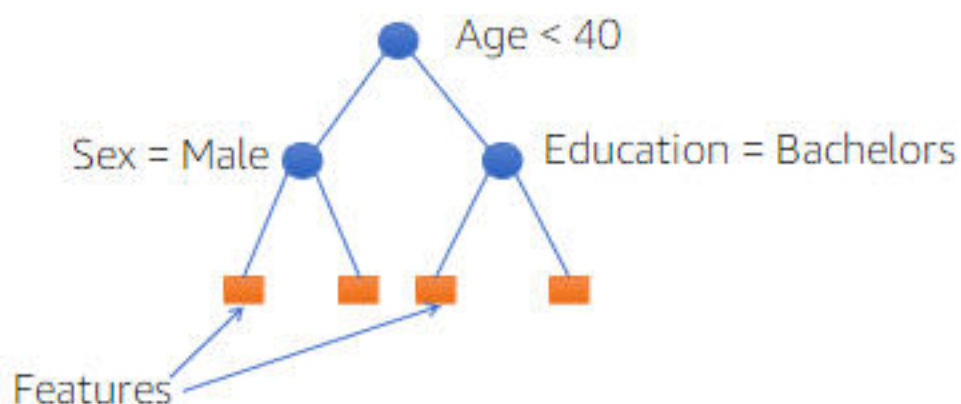 Age < 40
Sex = Male
Education = Bachelors
Features